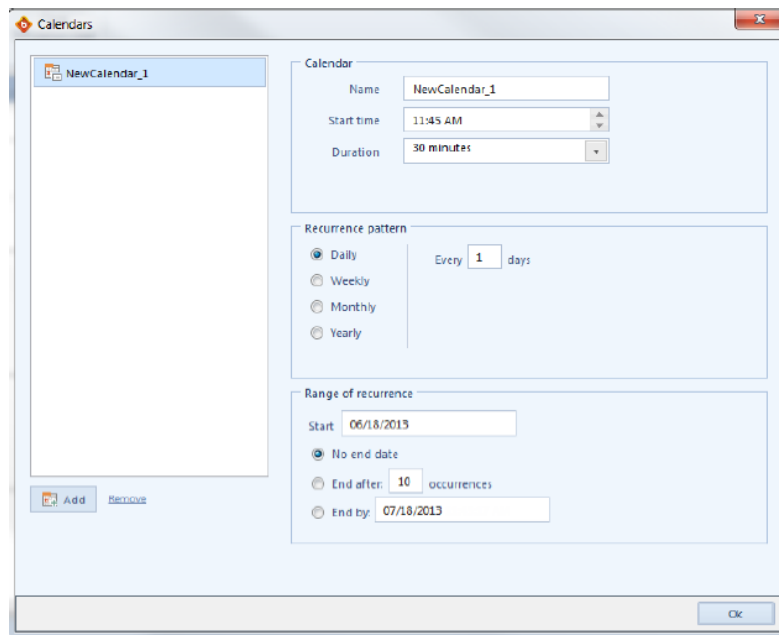 Calendars
NewCalendar_1
Add
Remove
Calendar
Name NewCalendar_1
Start time 11:45 AM
Duration 30 minutes
Recurrence pattern
Daily
Every 1 days
Weekly
Monthly
Yearly
Range of recurrence
Start 06/18/2013
No end date
End after: 10 occurrences
End by: 07/18/2013
Ok